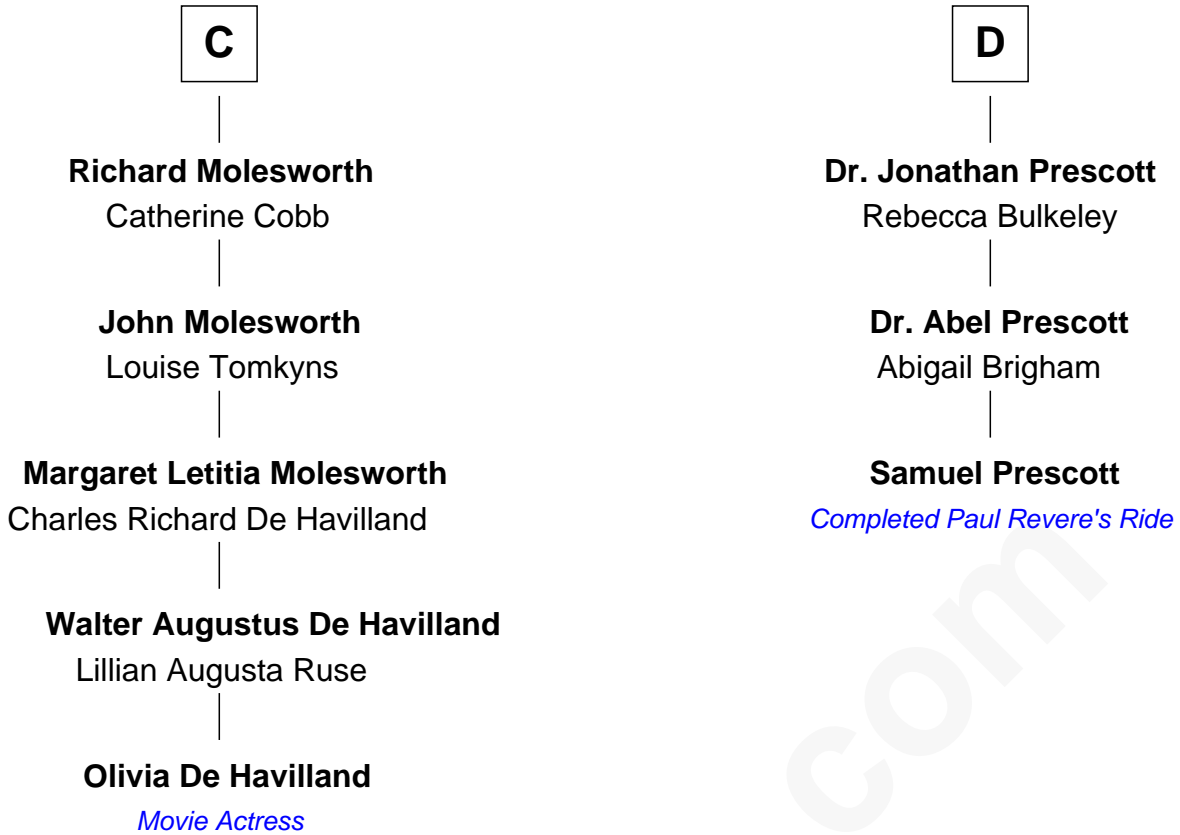 C
Richard Molesworth
Catherine Cobb
John Molesworth
Louise Tomkyns
Margaret Letitia Molesworth
Charles Richard De Havilland
Walter Augustus De Havilland
Lillian Augusta Ruse
Olivia De Havilland
Movie Actress
D
Dr. Jonathan Prescott
Rebecca Bulkeley
Dr. Abel Prescott
Abigail Brigham
Samuel Prescott
Completed Paul Revere's Ride
com